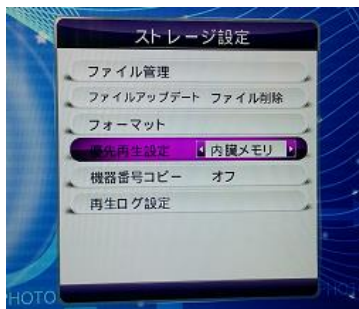 ストレージ設定
ファイル管理
ファイルアップデート ファイル削除
フォーマット
優先再生設定 内臓メモリ
機器番号コピー オフ
再生ログ設定
PHOTO
PHOTO